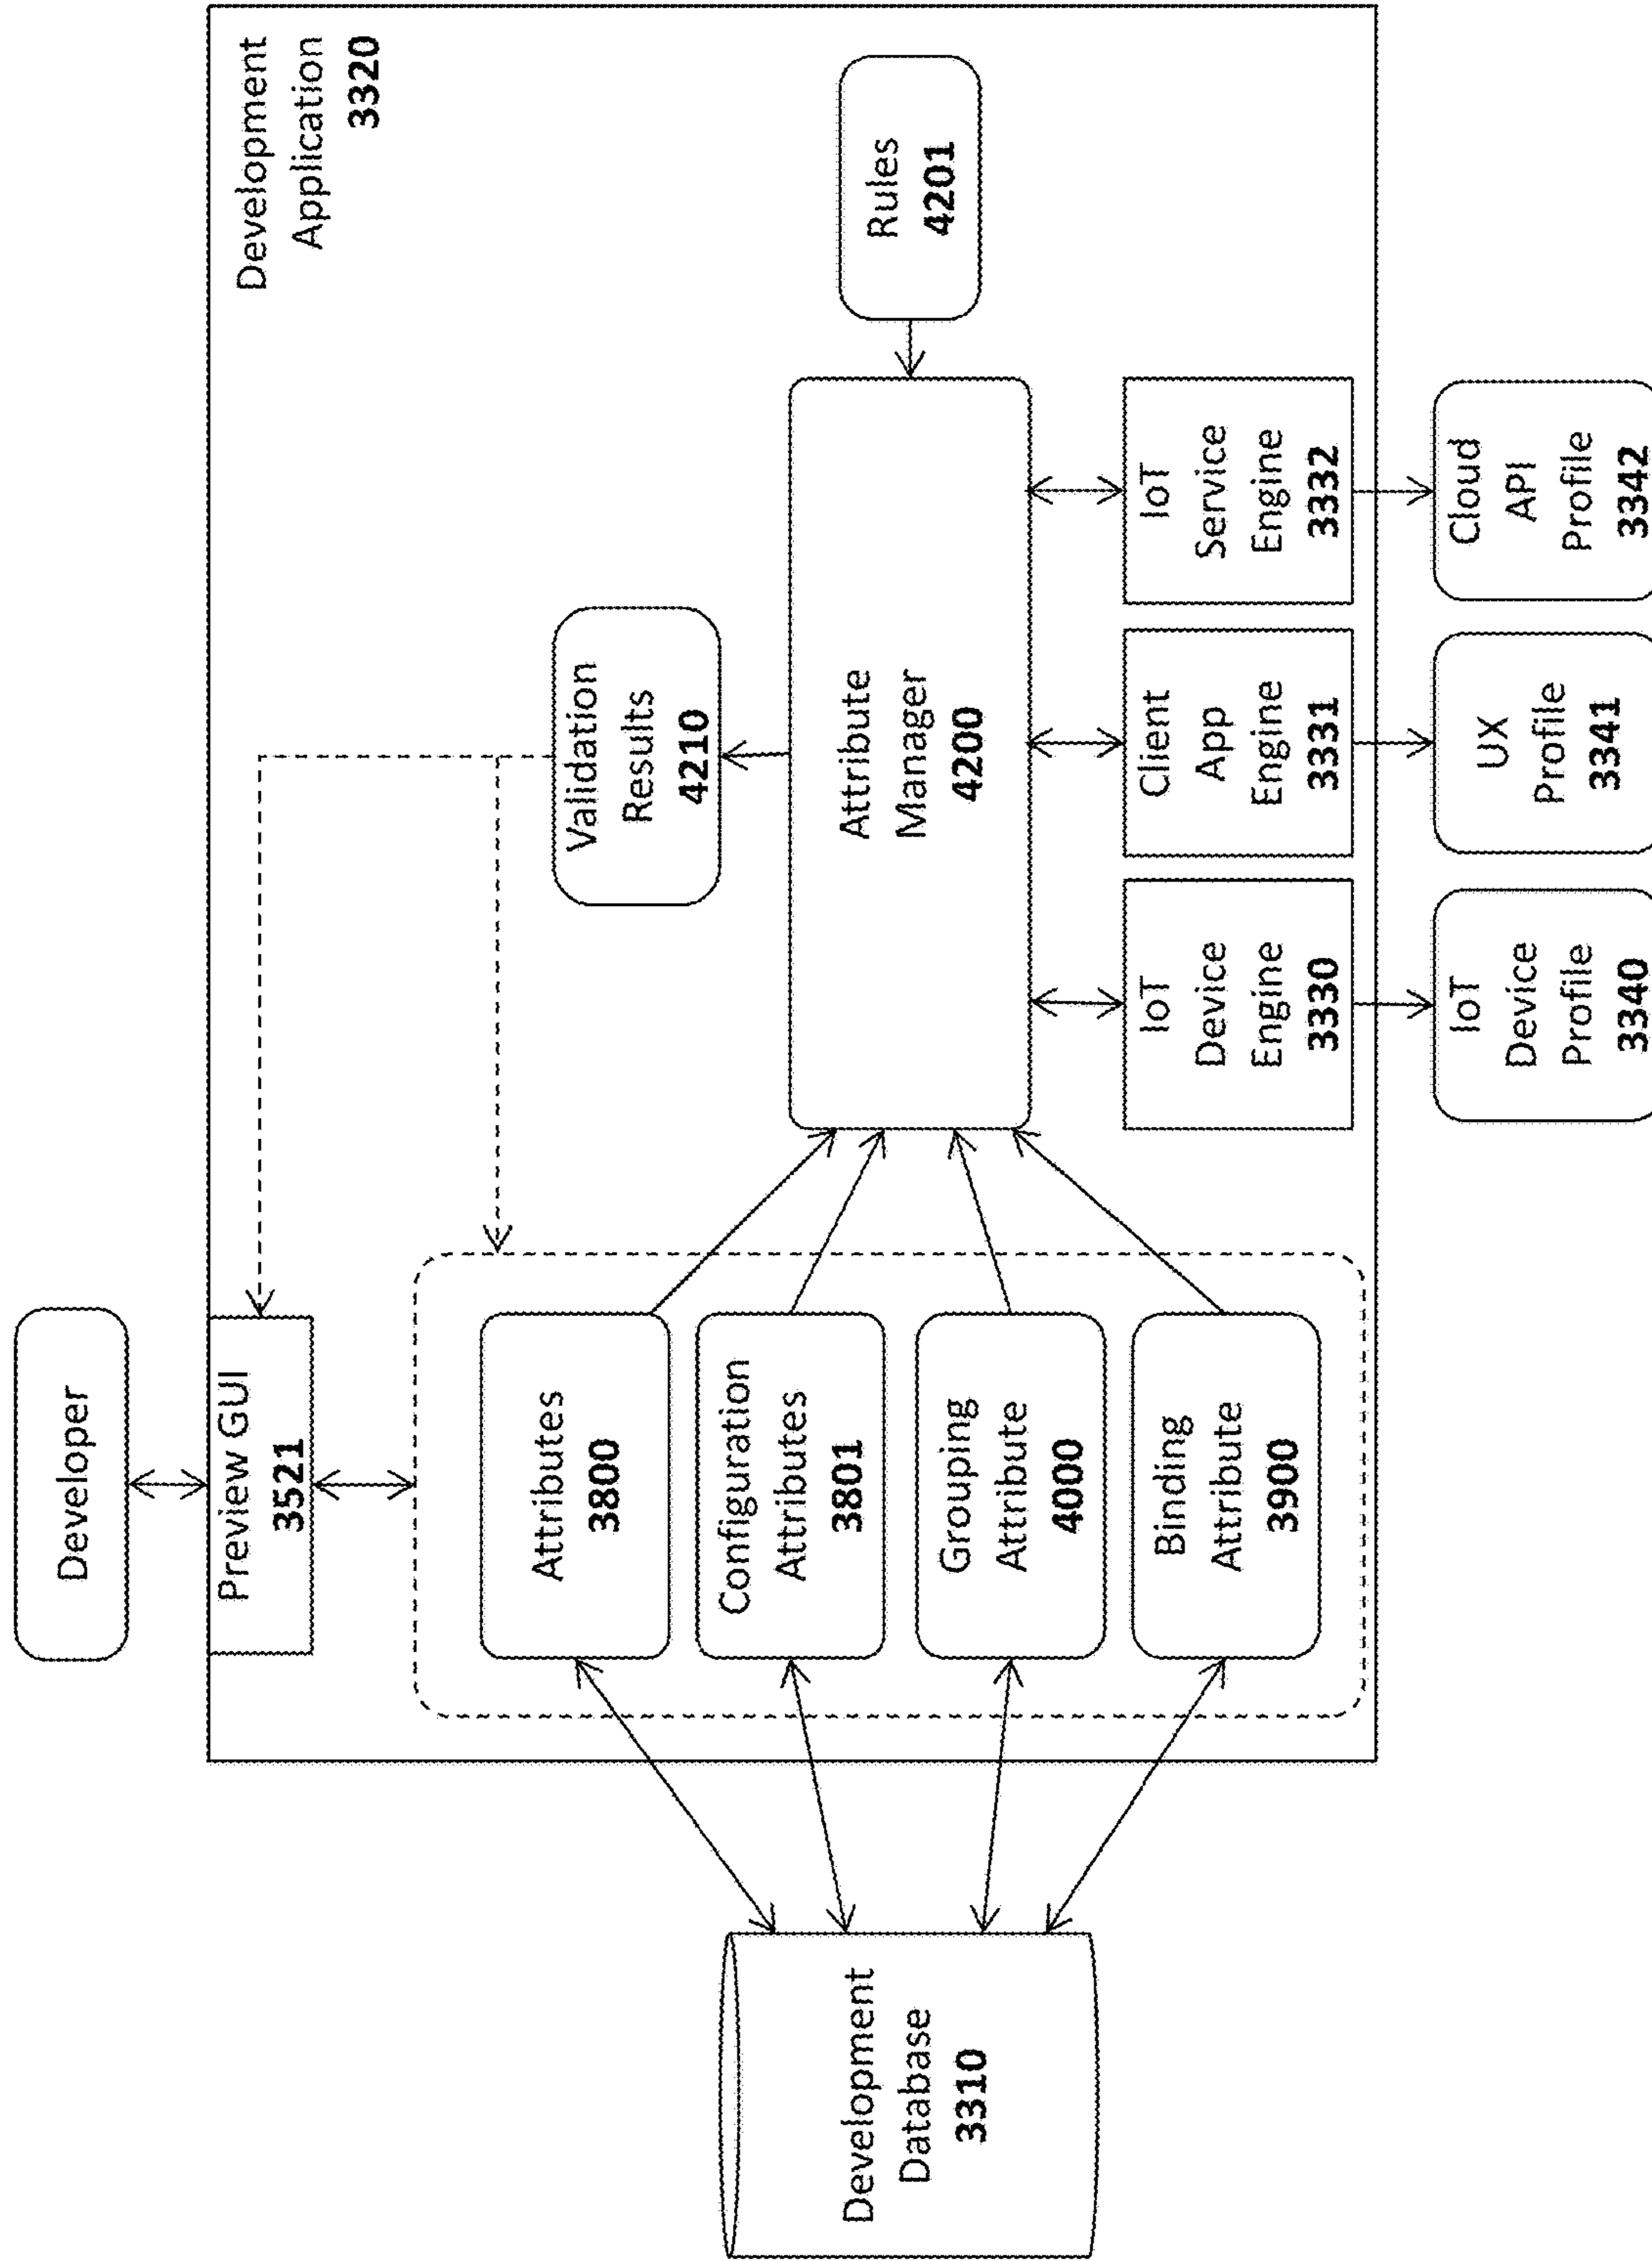 Developer
Development
Application
3320
Preview GUI
3521
Attributes
3800
Configuration
Attributes
3801
Grouping
Attribute
4000
Binding
Attribute
3900
Development
Database
3310
Validation
Results
4210
Attribute
Manager
4200
Rules
4201
IoT
Device
Engine
3330
Client
App
Engine
3331
IoT
Service
Engine
3332
IoT
Device
Profile
3340
UX
Profile
3341
Cloud
API
Profile
3342